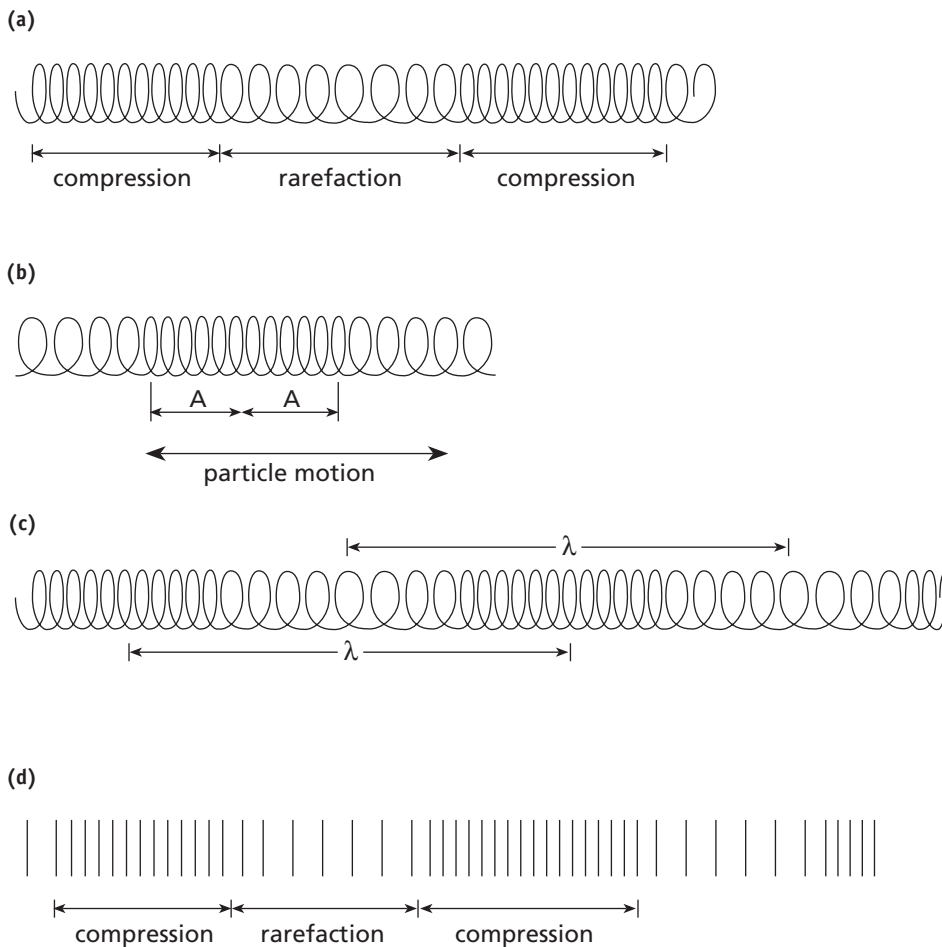 (a)
compression rarefaction compression
(b)
A A
particle motion
(c)
λ
λ
(d)
compression rarefaction compression